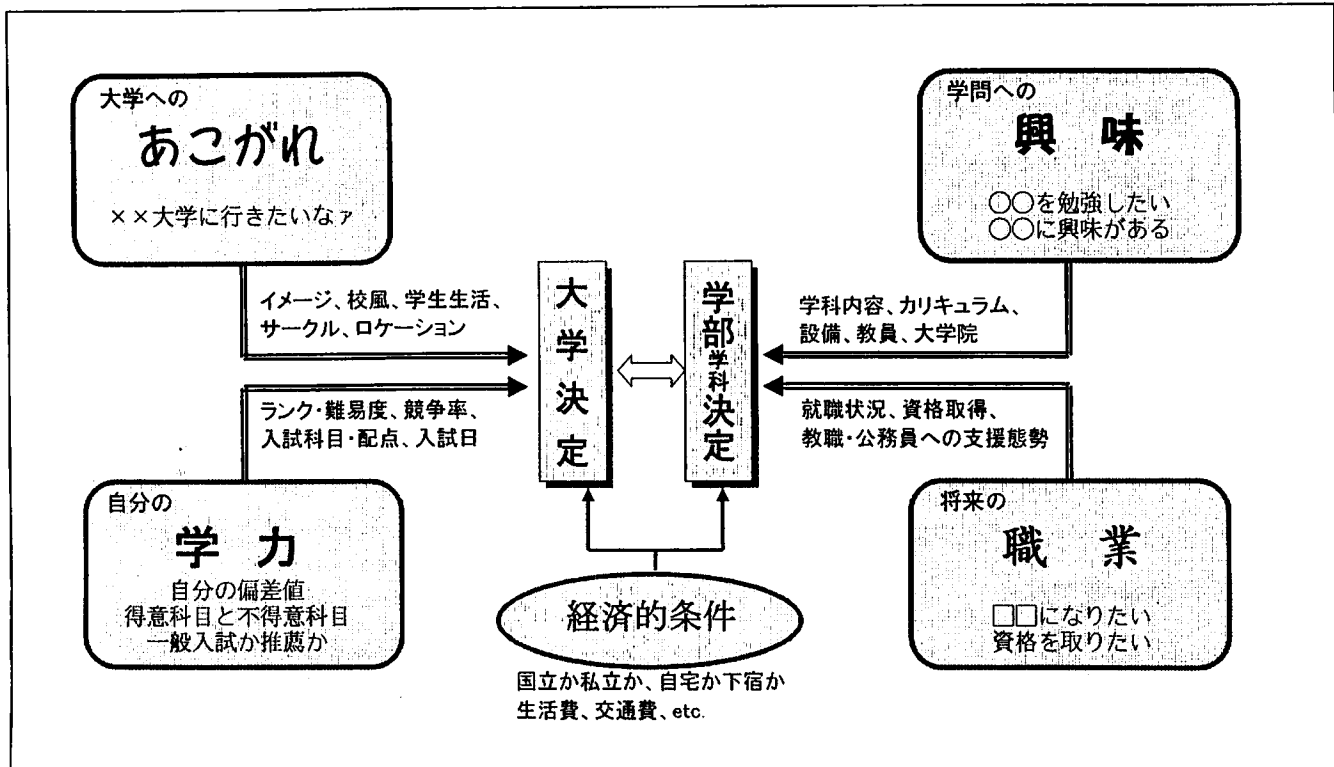 大学への
あこがれ
××大学に行きたいなァ
学問への
興味
○○を勉強したい
○○に興味がある
イメージ、校風、学生生活、
サークル、ロケーション
大学決定
学部学科決定
学科内容、カリキュラム、
設備、教員、大学院
ランク・難易度、競争率、
入試科目・配点、入試日
就職状況、資格取得、
教職・公務員への支援態勢
自分の
学力
自分の偏差値
得意科目と不得意科目
一般入試か推薦か
経済的条件
国立か私立か、自宅か下宿か
生活費、交通費、etc.
将来の
職業
□□になりたい
資格を取りたい